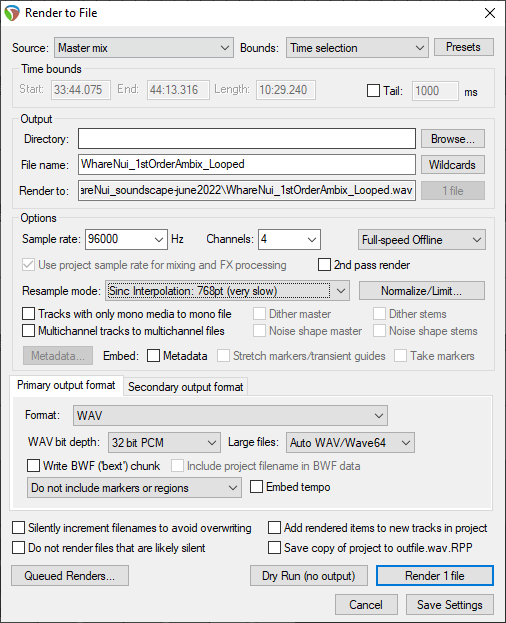 Render to File
Source: Master mix Bounds: Time selection Presets
Time bounds
Start: 33:44.075 End: 44:13.316 Length: 10:29.240 Tail: 1000 ms
Output
Directory: Browse...
File name: WhareNui_1stOrderAmbix_Looped Wildcards
Render to: areNui_soundscape-june2022\WhareNui_1stOrderAmbix_Looped.wav 1 file
Options
Sample rate: 96000 Hz Channels: 4 Full-speed Offline
Use project sample rate for mixing and FX processing 2nd pass render
Resample mode: Sinc Interpolation: 768pt (very slow) Normalize/Limit...
Tracks with only mono media to mono file Dither master Dither stems
Multichannel tracks to multichannel files Noise shape master Noise shape stems
Metadata... Embed: Metadata Stretch markers/transient guides Take markers
Primary output format Secondary output format
Format: WAV
WAV bit depth: 32 bit PCM Large files: Auto WAV/Wave64
Write BWF ('bext') chunk Include project filename in BWF data
Do not include markers or regions Embed tempo
Silently increment filenames to avoid overwriting Add rendered items to new tracks in project
Do not render files that are likely silent Save copy of project to outfile.wav.RPP
Queued Renders... Dry Run (no output) Render 1 file
Cancel Save Settings